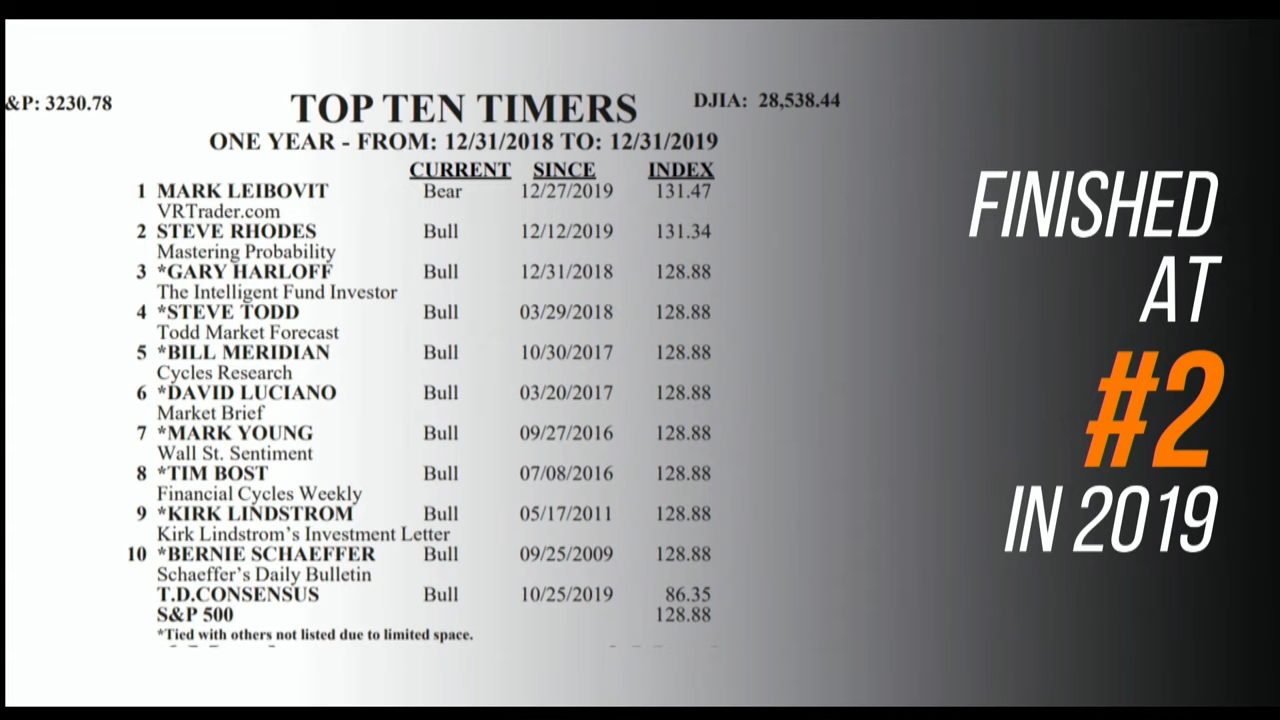 &P: 3230.78
TOP TEN TIMERS
DJIA: 28,538.44
ONE YEAR - FROM: 12/31/2018 TO: 12/31/2019
CURRENT SINCE INDEX
1 MARK LEIBOVIT Bear 12/27/2019 131.47
VRTrader.com
2 STEVE RHODES Bull 12/12/2019 131.34
Mastering Probability
3 *GARY HARLOFF Bull 12/31/2018 128.88
The Intelligent Fund Investor
4 *STEVE TODD Bull 03/29/2018 128.88
Todd Market Forecast
5 *BILL MERIDIAN Bull 10/30/2017 128.88
Cycles Research
6 *DAVID LUCIANO Bull 03/20/2017 128.88
Market Brief
7 *MARK YOUNG Bull 09/27/2016 128.88
Wall St. Sentiment
8 *TIM BOST Bull 07/08/2016 128.88
Financial Cycles Weekly
9 *KIRK LINDSTROM Bull 05/17/2011 128.88
Kirk Lindstrom's Investment Letter
10 *BERNIE SCHAEFFER Bull 09/25/2009 128.88
Schaeffer's Daily Bulletin
T.D.CONSENSUS Bull 10/25/2019 86.35
S&P 500 128.88
*Tied with others not listed due to limited space.
FINISHED
AT
#2
IN 2019